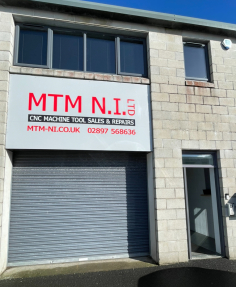 MTM N.I. LTD
CNC MACHINE TOOL SALES & REPAIRS
MTM-NI.CO.UK 02897 568636